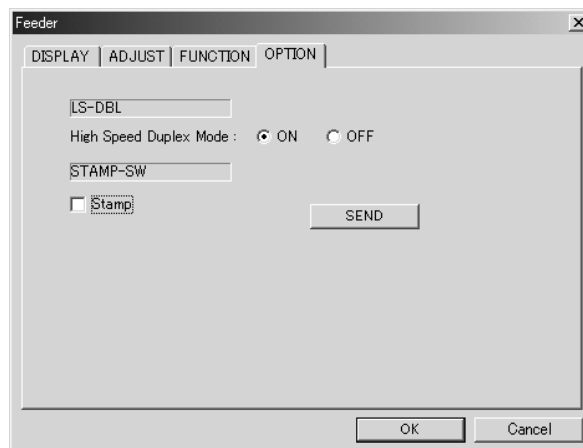 Feeder
DISPLAY ADJUST FUNCTION OPTION
LS-DBL
High Speed Duplex Mode : ON OFF
STAMP-SW
Stamp
SEND
OK Cancel